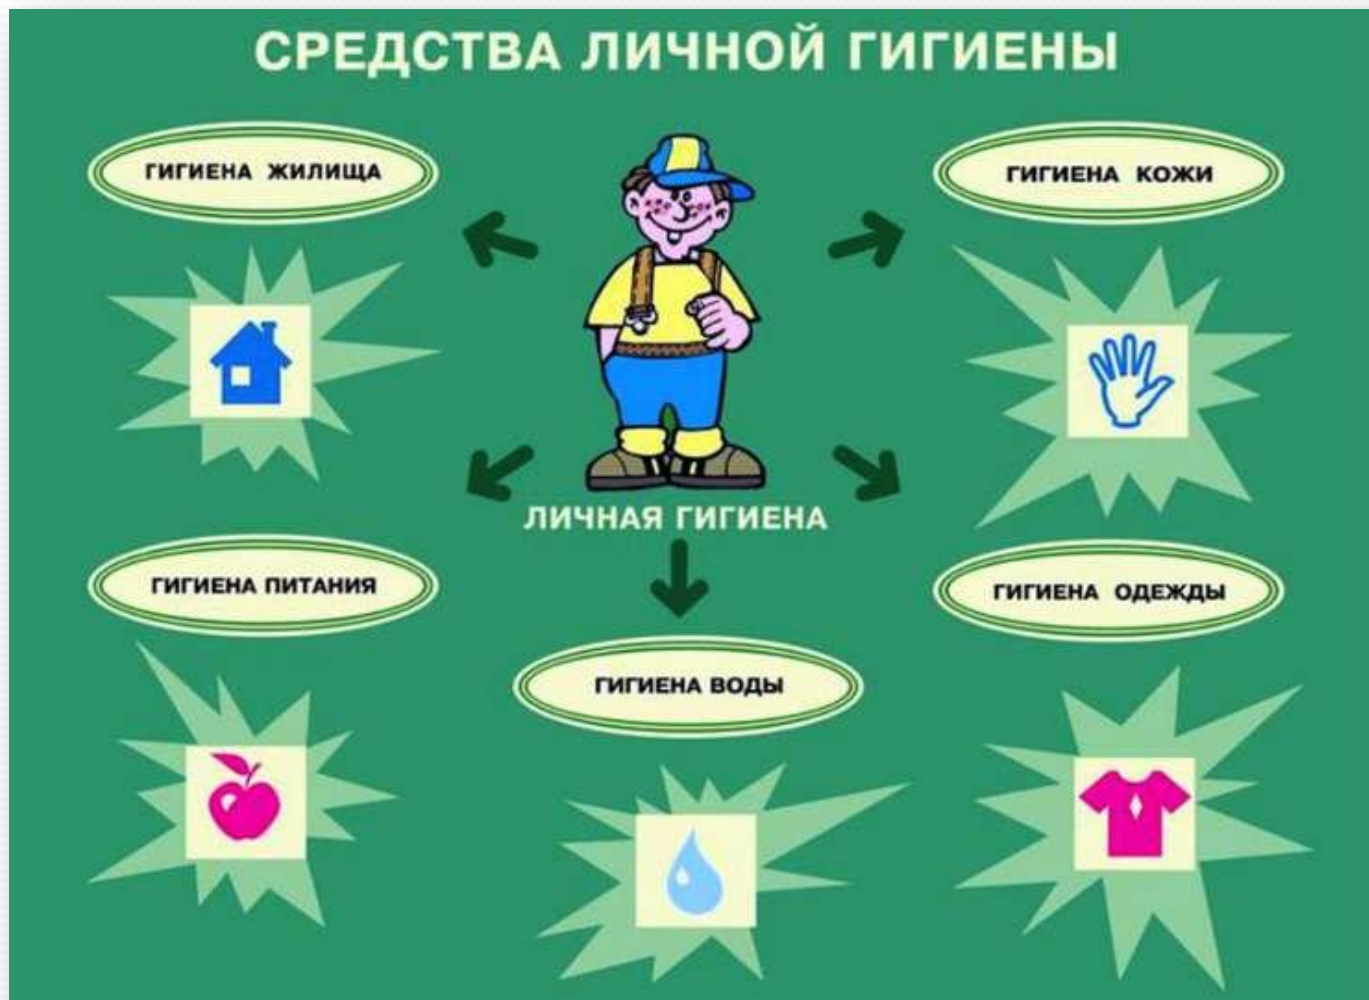 СРЕДСТВА ЛИЧНОЙ ГИГИЕНЫ
ГИГИЕНА ЖИЛИЩА
ГИГИЕНА КОЖИ
ЛИЧНАЯ ГИГИЕНА
ГИГИЕНА ПИТАНИЯ
ГИГИЕНА ОДЕЖДЫ
ГИГИЕНА ВОДЫ